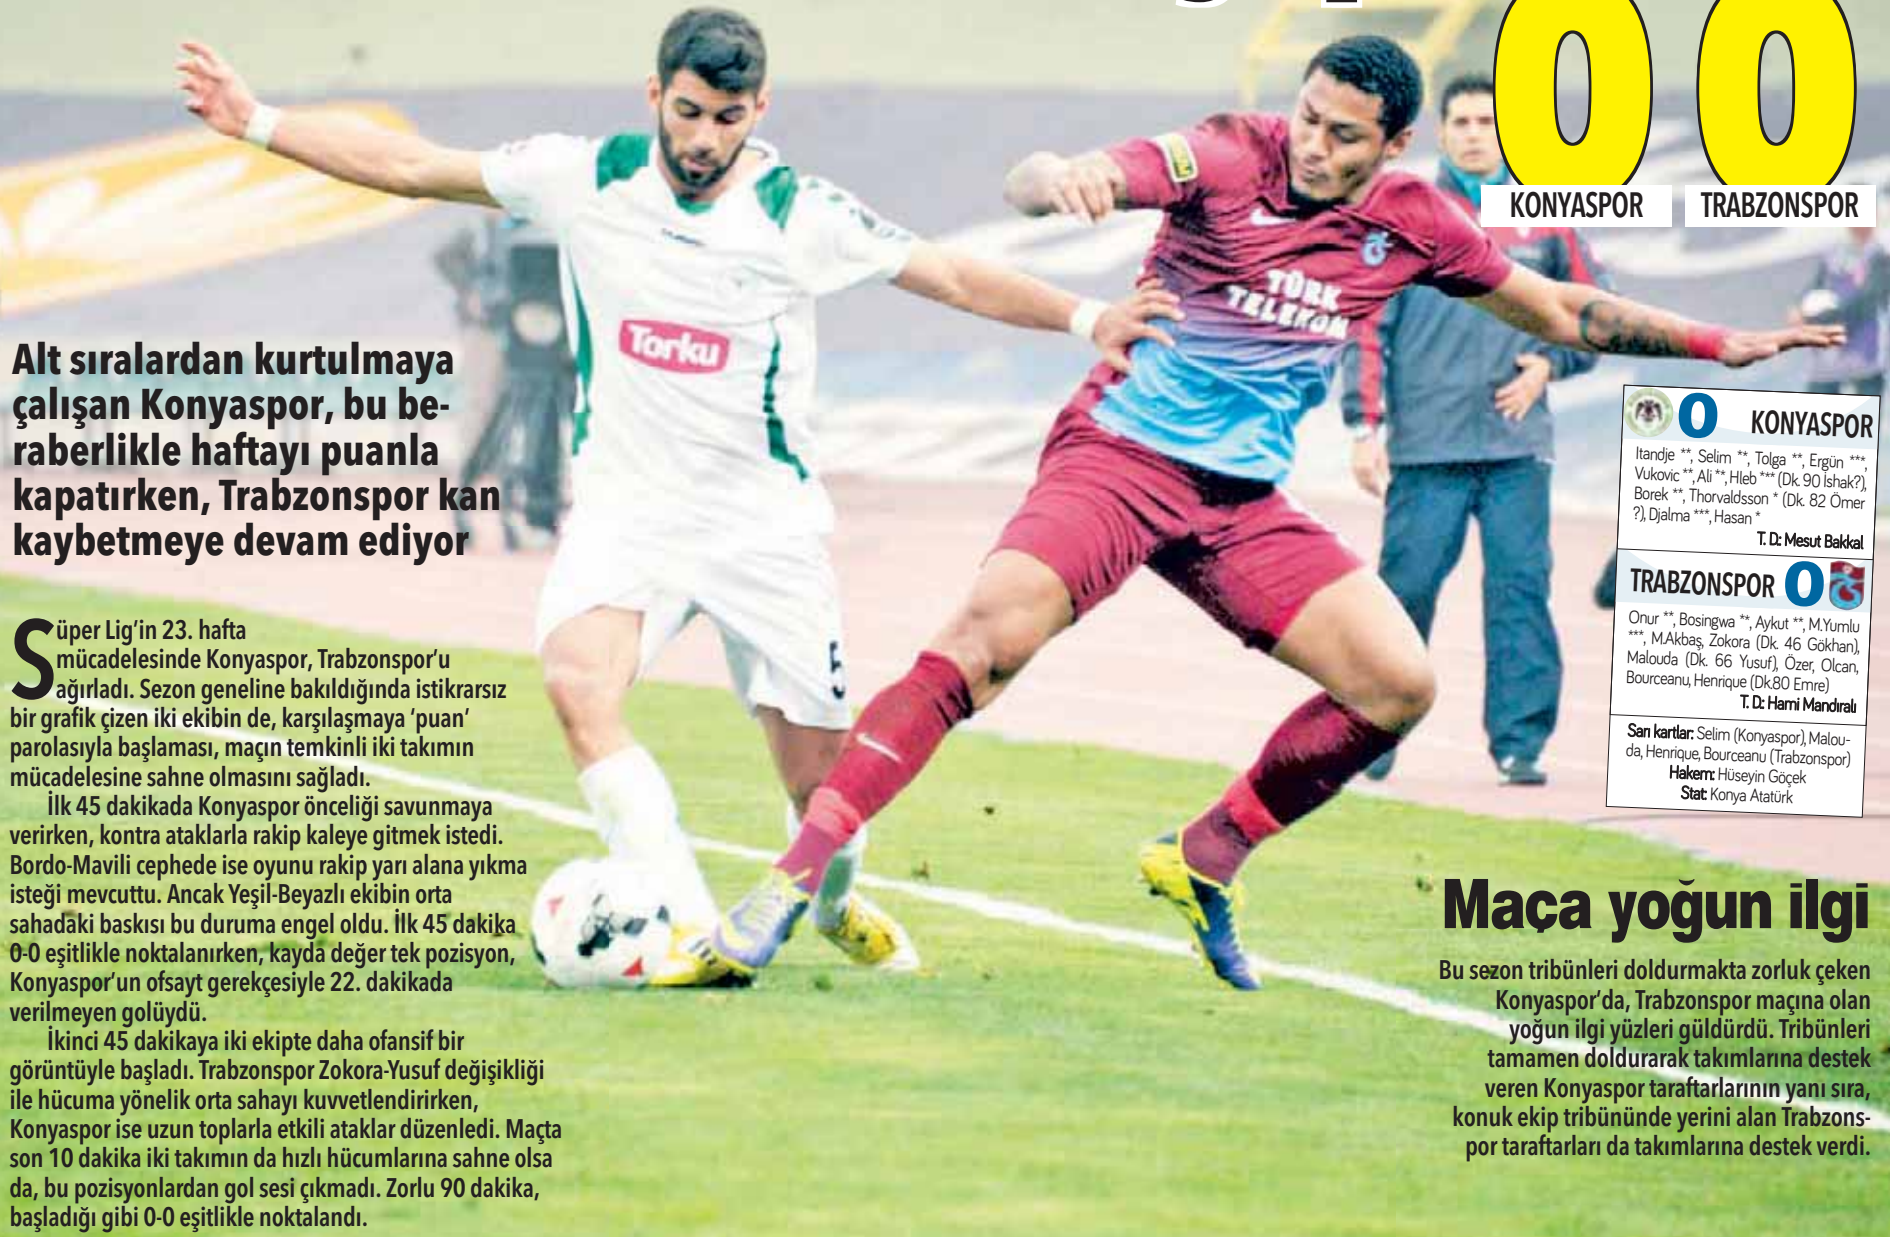 0 0
KONYASPOR TRABZONSPOR
TÜRK
TELEKOM
Torku
5
Alt sıralardan kurtulmaya
çalışan Konyaspor, bu be-
raberlikle haftayı puanla
kapatırken, Trabzonspor kan
kaybetmeye devam ediyor
Süper Lig’in 23. hafta
mücadelesinde Konyaspor, Trabzonspor’u
ağırladı. Sezon geneline bakıldığında istikrarsız
bir grafik çizen iki ekibin de, karşılaşmaya ‘puan’
parolasıyla başlaması, maçın temkinli iki takımın
mücadelesine sahne olmasını sağladı.
İlk 45 dakikada Konyaspor önceliği savunmaya
verirken, kontra ataklarla rakip kaleye gitmek istedi.
Bordo-Mavili cephede ise oyunu rakip yarı alana yıkma
isteği mevcuttu. Ancak Yeşil-Beyazlı ekibin orta
sahadaki baskısı bu duruma engel oldu. İlk 45 dakika
0-0 eşitlikle noktalanırken, kayda değer tek pozisyon,
Konyaspor’un ofsayt gerekçesiyle 22. dakikada
verilmeyen golüydü.
İkinci 45 dakikaya iki ekipte daha ofansif bir
görüntüyle başladı. Trabzonspor Zokora-Yusuf değişikliği
ile hücuma yönelik orta sahayı kuvvetlendirirken,
Konyaspor ise uzun toplarla etkili ataklar düzenledi. Maçta
son 10 dakika iki takımın da hızlı hücumlarına sahne olsa
da, bu pozisyonlardan gol sesi çıkmadı. Zorlu 90 dakika,
başladığı gibi 0-0 eşitlikle noktalandı.
0 KONYASPOR
Itandje **, Selim **, Tolga **, Ergün ***,
Vukovic **, Ali **, Hleb *** (Dk. 90 İshak?),
Borek **, Thorvaldsson * (Dk. 82 Ömer
?), Djalma ***, Hasan *
T. D.: Mesut Bakkal
TRABZONSPOR 0
Onur **, Bosingwa **, Aykut **, M.Yumlu
***, M.Akbaş, Zokora (Dk. 46 Gökhan),
Malouda (Dk. 66 Yusuf), Özer, Olcan,
Bourceanu, Henrique (Dk.80 Emre)
T. D.: Hami Mandıralı
Sarı kartlar: Selim (Konyaspor), Malou-
da, Henrique, Bourceanu (Trabzonspor)
Hakem: Hüseyin Göçek
Stat: Konya Atatürk
Maça yoğun ilgi
Bu sezon tribünleri doldurmakta zorluk çeken
Konyaspor’da, Trabzonspor maçına olan
yoğun ilgi yüzleri güldürdü. Tribünleri
tamamen doldurarak takımlarına destek
veren Konyaspor taraftarlarının yanı sıra,
konuk ekip tribününde yerini alan Trabzons-
por taraftarları da takımlarına destek verdi.